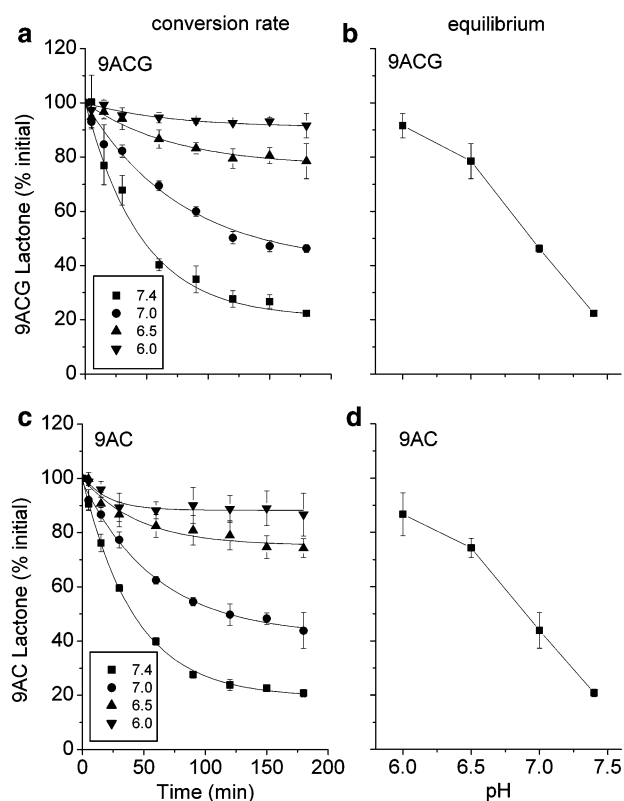 conversion rate
equilibrium
a
b
120
100
80
60
40
20
0
9ACG Lactone (% initial)
9ACG
7.4
7.0
6.5
6.0
9ACG
c
d
120
100
80
60
40
20
0
9AC Lactone (% initial)
9AC
7.4
7.0
6.5
6.0
0 50 100 150 200
Time (min)
9AC
6.0 6.5 7.0 7.5
pH